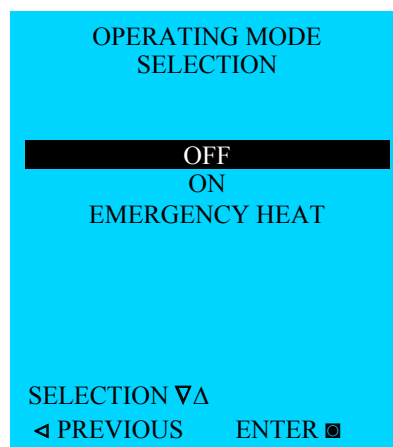 OPERATING MODE
SELECTION
OFF
ON
EMERGENCY HEAT
SELECTION ∇Δ
⊲ PREVIOUS ENTER ◙